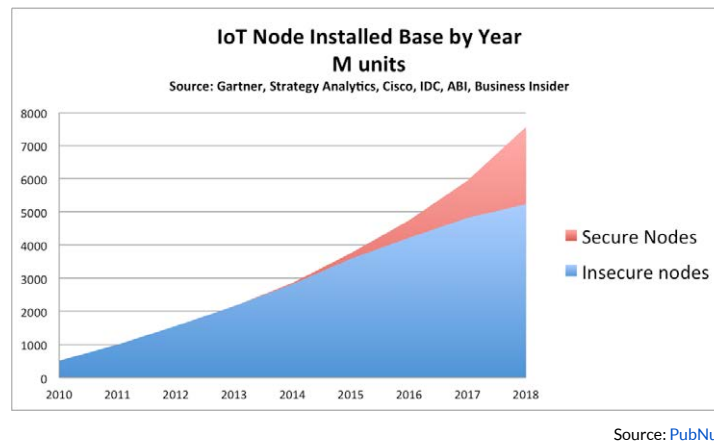 IoT Node Installed Base by Year
M units
Source: Gartner, Strategy Analytics, Cisco, IDC, ABI, Business Insider
8000
7000
6000
5000
4000
3000
2000
1000
0
2010 2011 2012 2013 2014 2015 2016 2017 2018
Secure Nodes
Insecure nodes
Source: PubNu